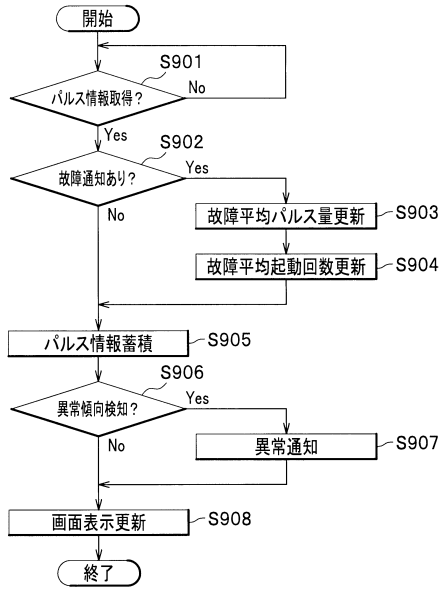 開始
S901
パルス情報取得?
No
Yes
S902
故障通知あり?
Yes
No
故障平均パルス量更新
S903
故障平均起動回数更新
S904
パルス情報蓄積
S905
S906
異常傾向検知?
Yes
No
異常通知
S907
画面表示更新
S908
終了